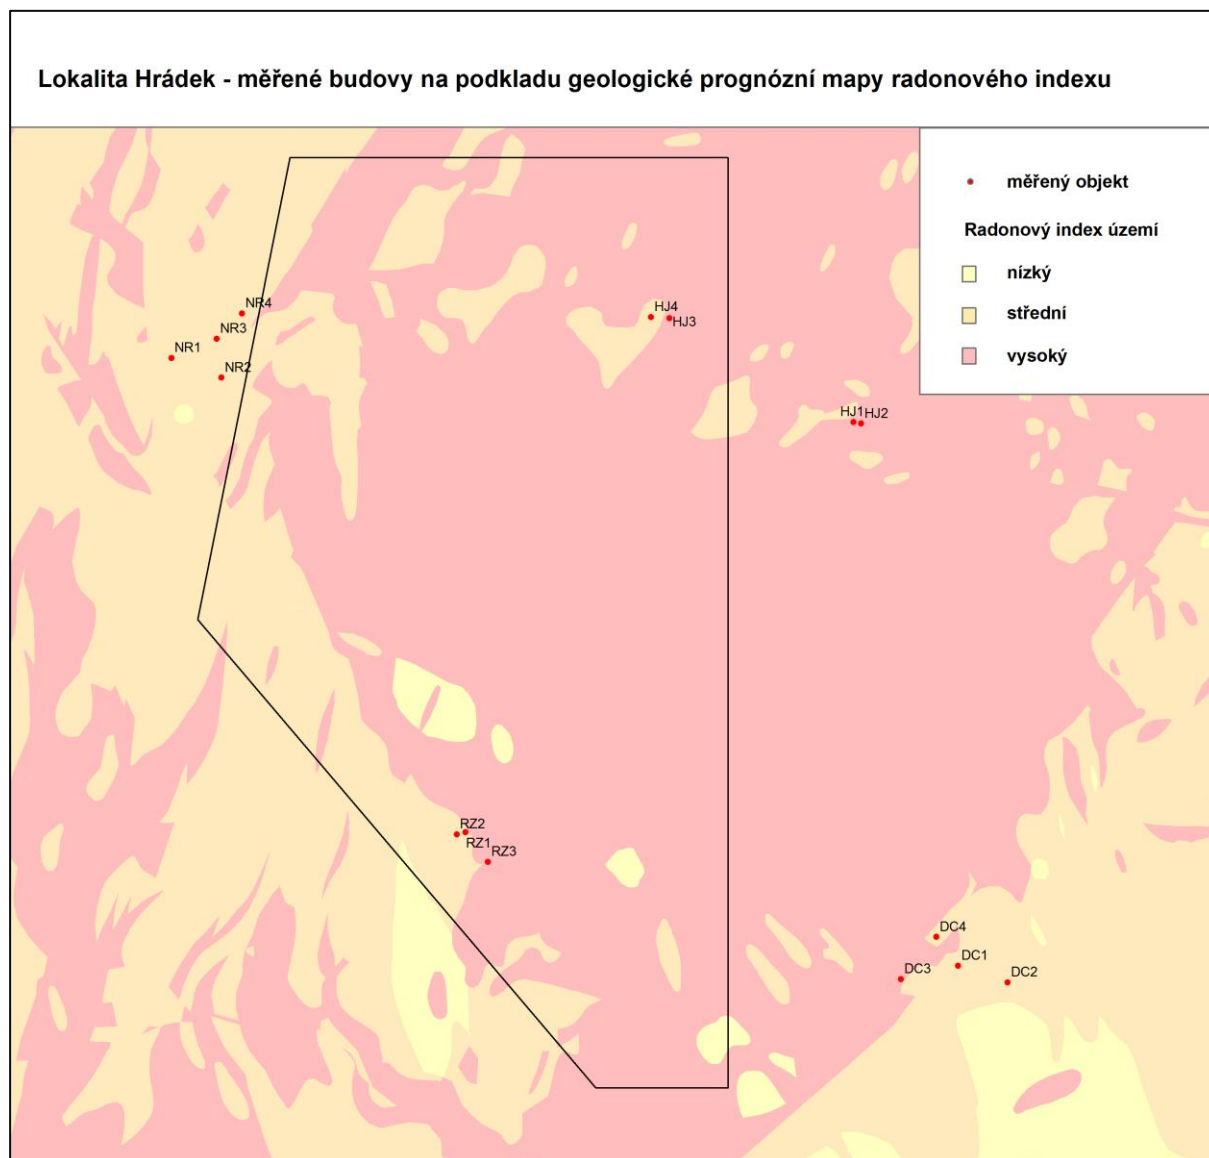 Lokalita Hrádek - měřené budovy na podkladu geologické prognózní mapy radonového indexu
měřený objekt
Radonový index území
nízký
střední
vysoký
NR4
NR3
NR1
NR2
HJ4
HJ3
HJ1 HJ2
RZ2
RZ1
RZ3
DC4
DC1
DC3
DC2